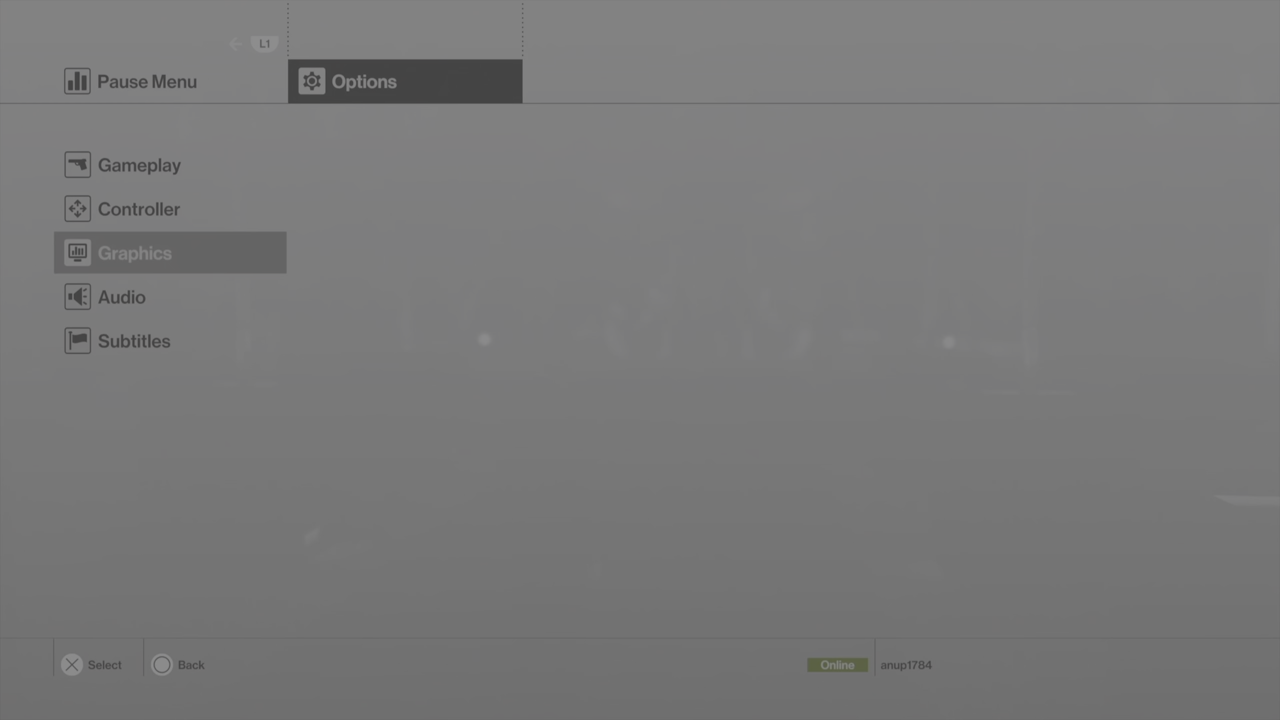 L1
Pause Menu
Options
Gameplay
Controller
Graphics
Audio
Subtitles
Select
Back
Online
anup1784